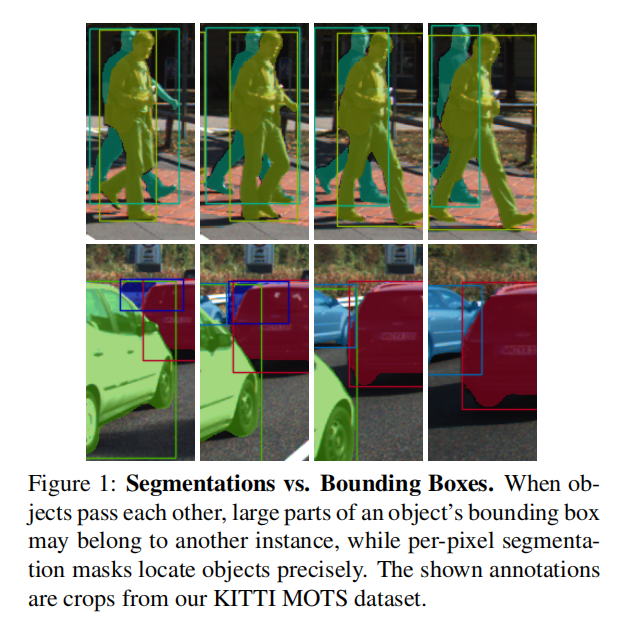 Figure 1: Segmentations vs. Bounding Boxes. When ob-
jects pass each other, large parts of an object's bounding box
may belong to another instance, while per-pixel segmenta-
tion masks locate objects precisely. The shown annotations
are crops from our KITTI MOTS dataset.